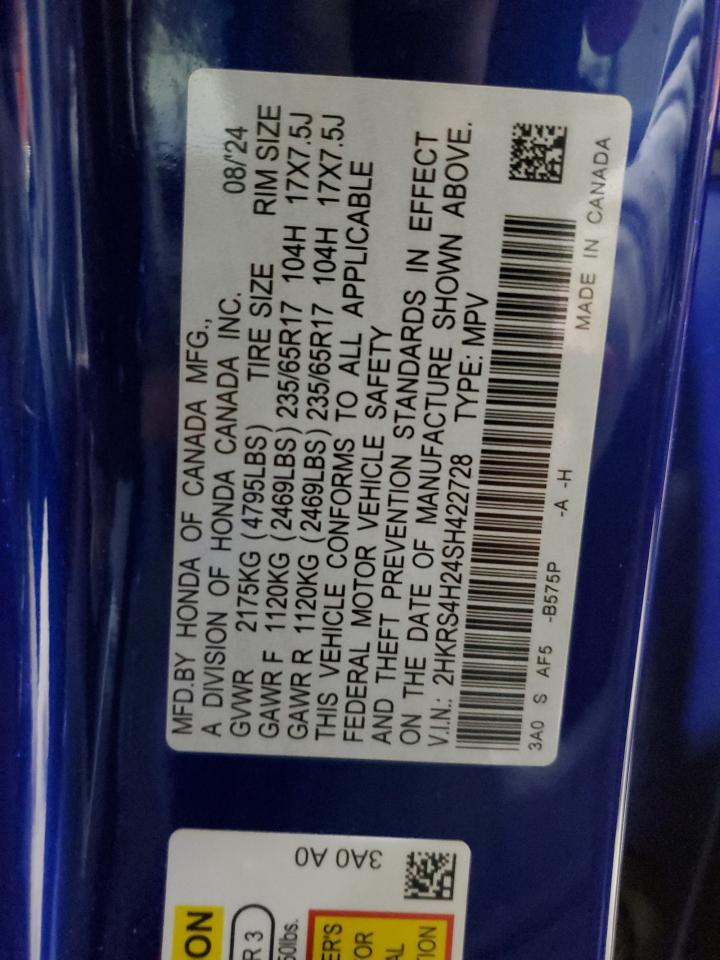 MFD.BY HONDA OF CANADA MFG.,
A DIVISION OF HONDA CANADA INC. 08/'24
GVWR 2175KG (4795LBS) TIRE SIZE RIM SIZE
GAWR F 1120KG (2469LBS) 235/65R17 104H 17X7.5J
GAWR R 1120KG (2469LBS) 235/65R17 104H 17X7.5J
THIS VEHICLE CONFORMS TO ALL APPLICABLE
FEDERAL MOTOR VEHICLE SAFETY
AND THEFT PREVENTION STANDARDS IN EFFECT
ON THE DATE OF MANUFACTURE SHOWN ABOVE.
V.I.N.: 2HKRS4H24SH422728 TYPE: MPV
3A0 S AF5 -B575P -A -H
MADE IN CANADA
3A0 A0
ON
R 3
50lbs.
ER'S
OR
AL
TION